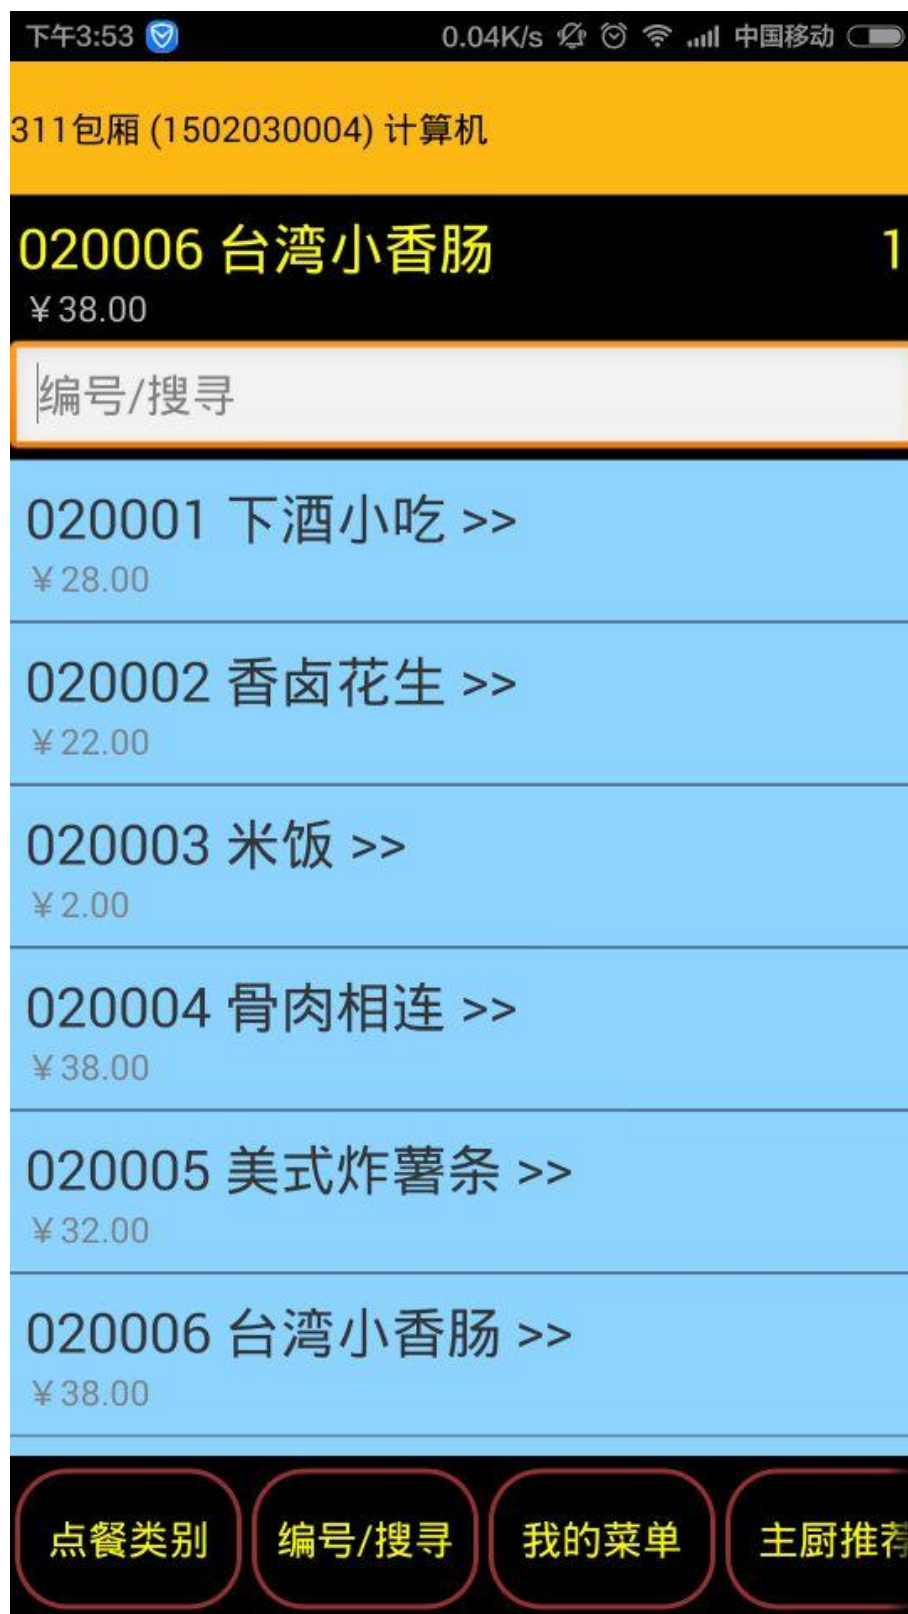 下午3:53 0.04K/s 中国移动
311包厢 (1502030004) 计算机
020006 台湾小香肠 1
￥38.00
编号/搜寻
020001 下酒小吃 >>
￥28.00
020002 香卤花生 >>
￥22.00
020003 米饭 >>
￥2.00
020004 骨肉相连 >>
￥38.00
020005 美式炸薯条 >>
￥32.00
020006 台湾小香肠 >>
￥38.00
点餐类别 编号/搜寻 我的菜单 主厨推荐